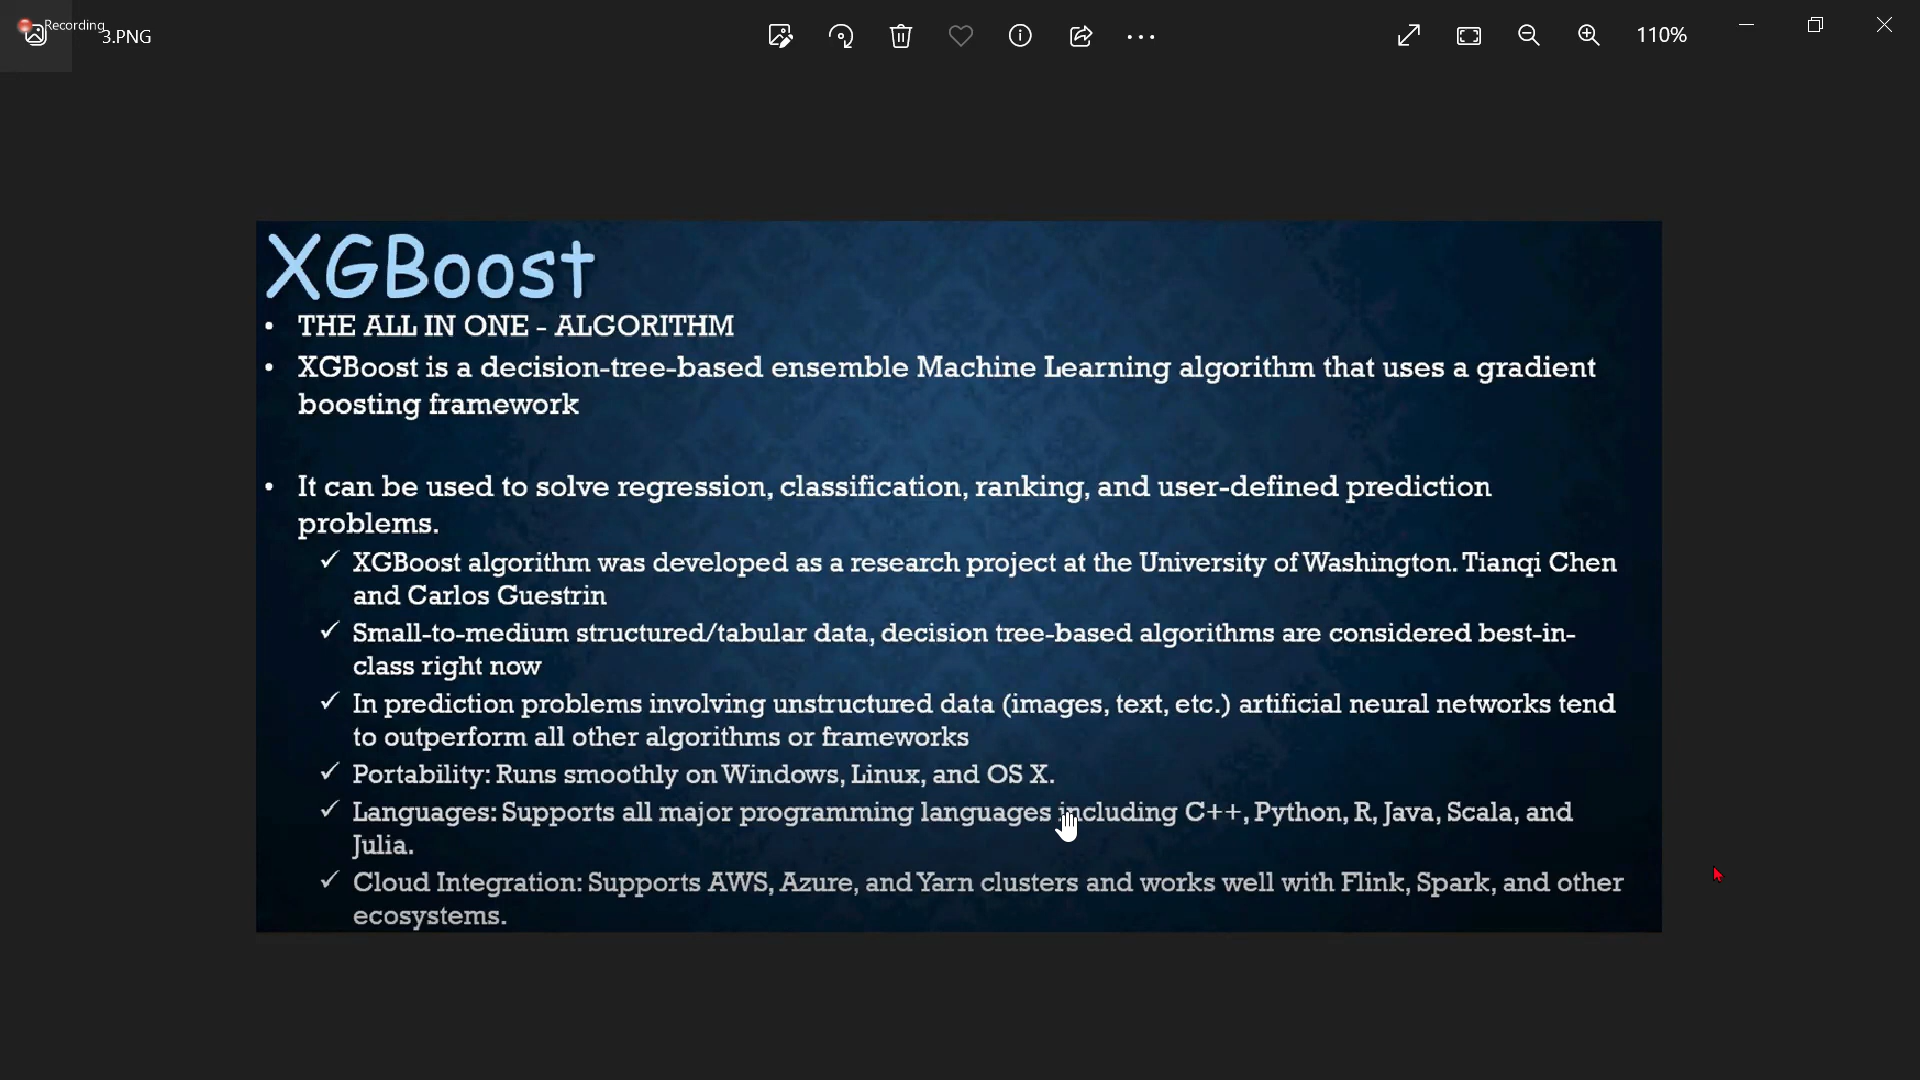 Recording
3.PNG
110%
XGBoost
• THE ALL IN ONE - ALGORITHM
• XGBoost is a decision-tree-based ensemble Machine Learning algorithm that uses a gradient
boosting framework
• It can be used to solve regression, classification, ranking, and user-defined prediction
problems.
✓ XGBoost algorithm was developed as a research project at the University of Washington. Tianqi Chen
and Carlos Guestrin
✓ Small-to-medium structured/tabular data, decision tree-based algorithms are considered best-in-
class right now
✓ In prediction problems involving unstructured data (images, text, etc.) artificial neural networks tend
to outperform all other algorithms or frameworks
✓ Portability: Runs smoothly on Windows, Linux, and OS X.
✓ Languages: Supports all major programming languages including C++, Python, R, Java, Scala, and
Julia.
✓ Cloud Integration: Supports AWS, Azure, and Yarn clusters and works well with Flink, Spark, and other
ecosystems.